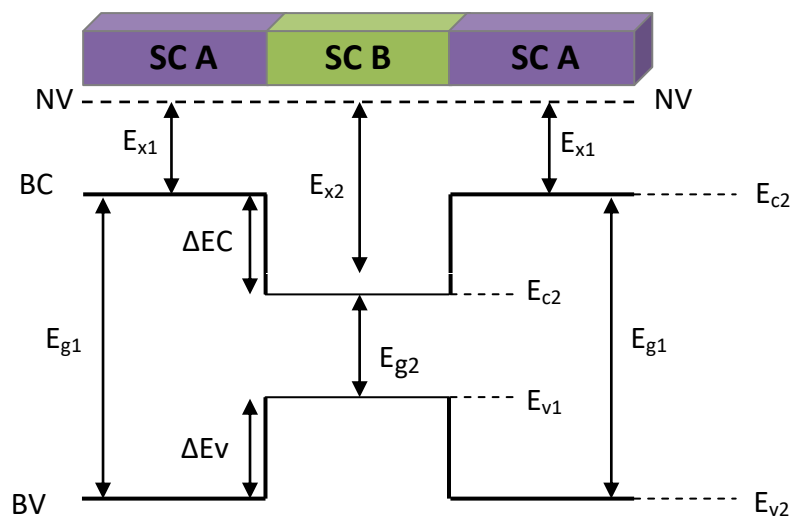 SC A SC B SC A
NV NV
Ex1 Ex2 Ex1
BC Ec2
ΔEC
Ec2
Eg1 Eg2 Eg1
Ev1
ΔEv
BV Ev2